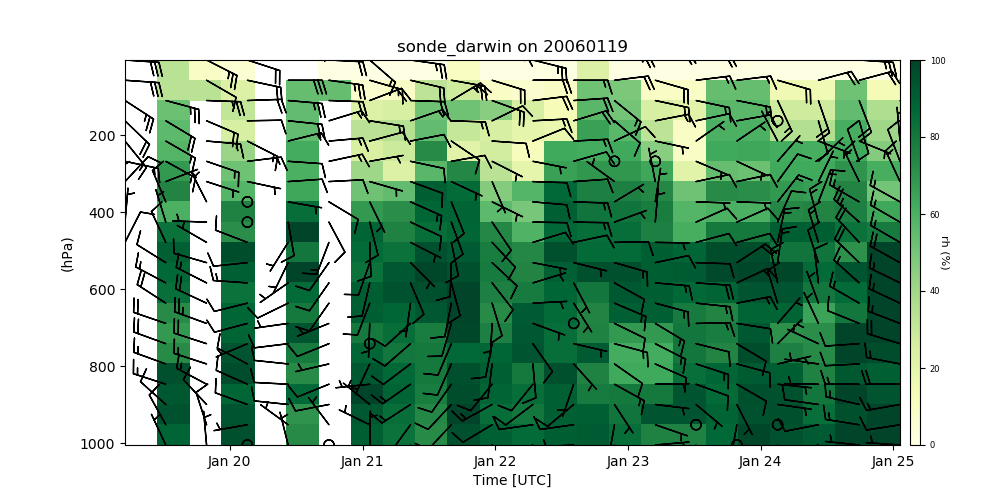 sonde_darwin on 20060119
200
400
600
800
1000
(hPa)
Jan 20
Jan 21
Jan 22
Jan 23
Jan 24
Jan 25
Time [UTC]
100
80
60
40
20
0
rh (%)